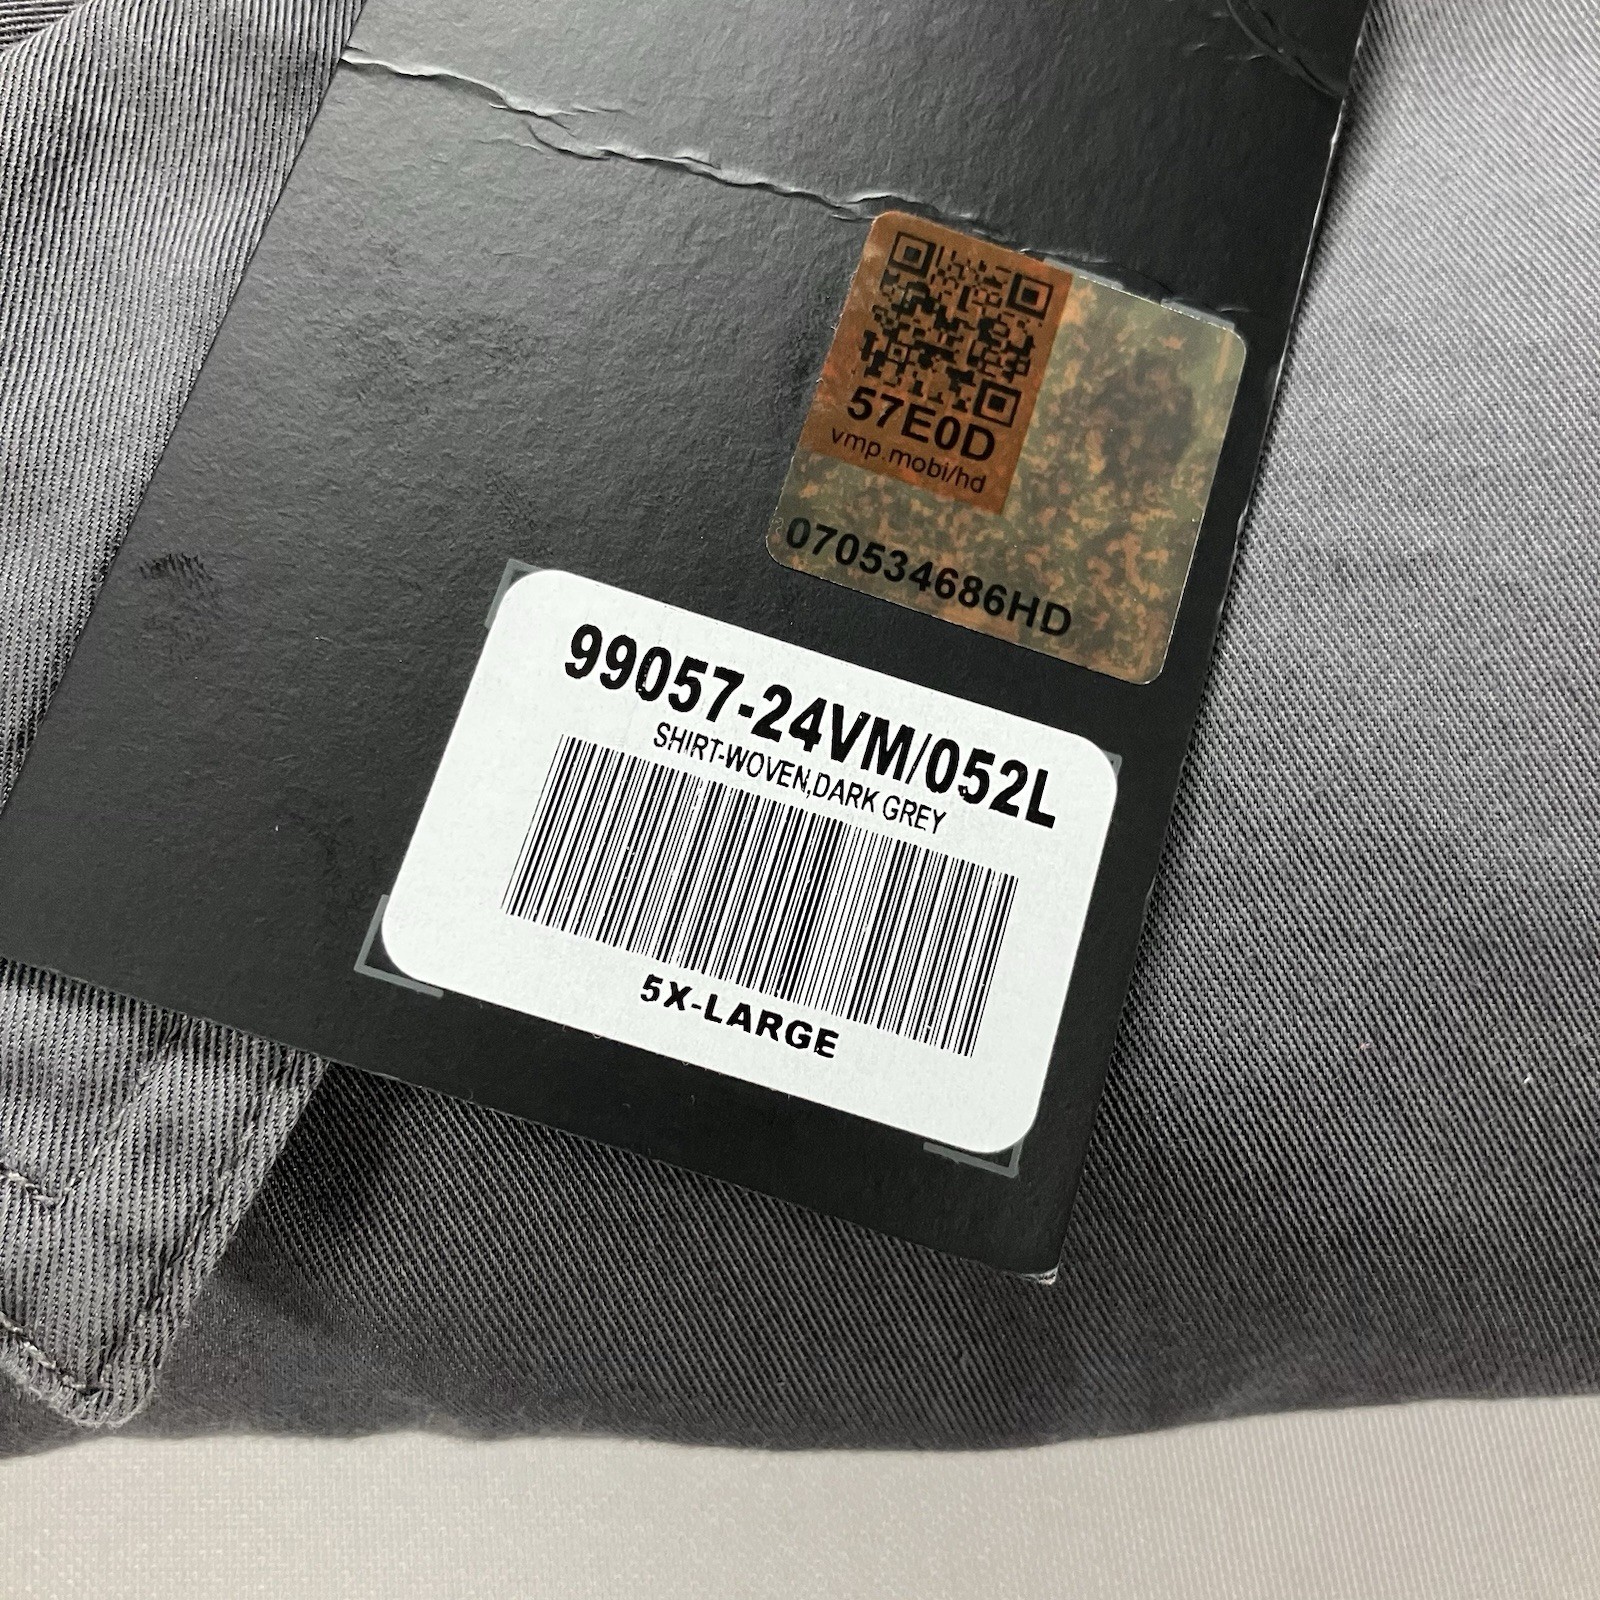 57E0D
vmp.mobi/hd
070534686HD
99057-24VM/052L
SHIRT-WOVEN,DARK GREY
5X-LARGE